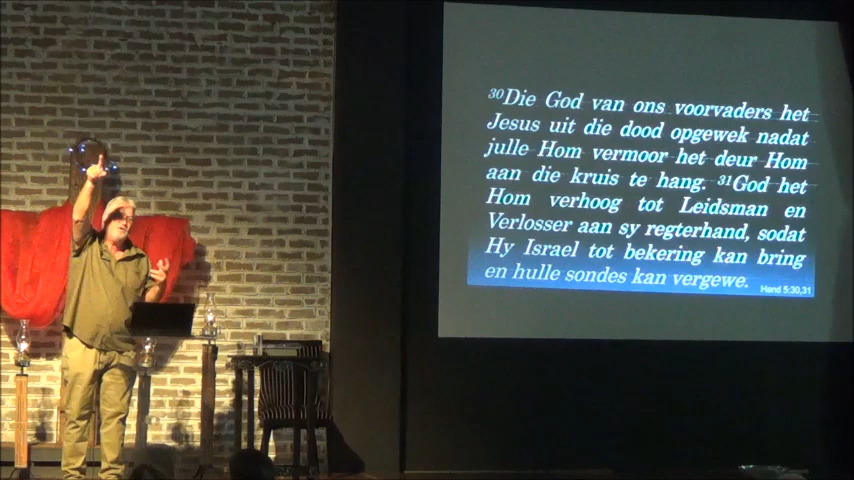 ³⁰Die God van ons voorvaders het
Jesus uit die dood opgewek nadat
julle Hom vermoor het deur Hom
aan die kruis te hang. ³¹God het
Hom verhoog tot Leidsman en
Verlosser aan sy regterhand, sodat
Hy Israel tot bekering kan bring
en hulle sondes kan vergewe.
Hand 5:30,31